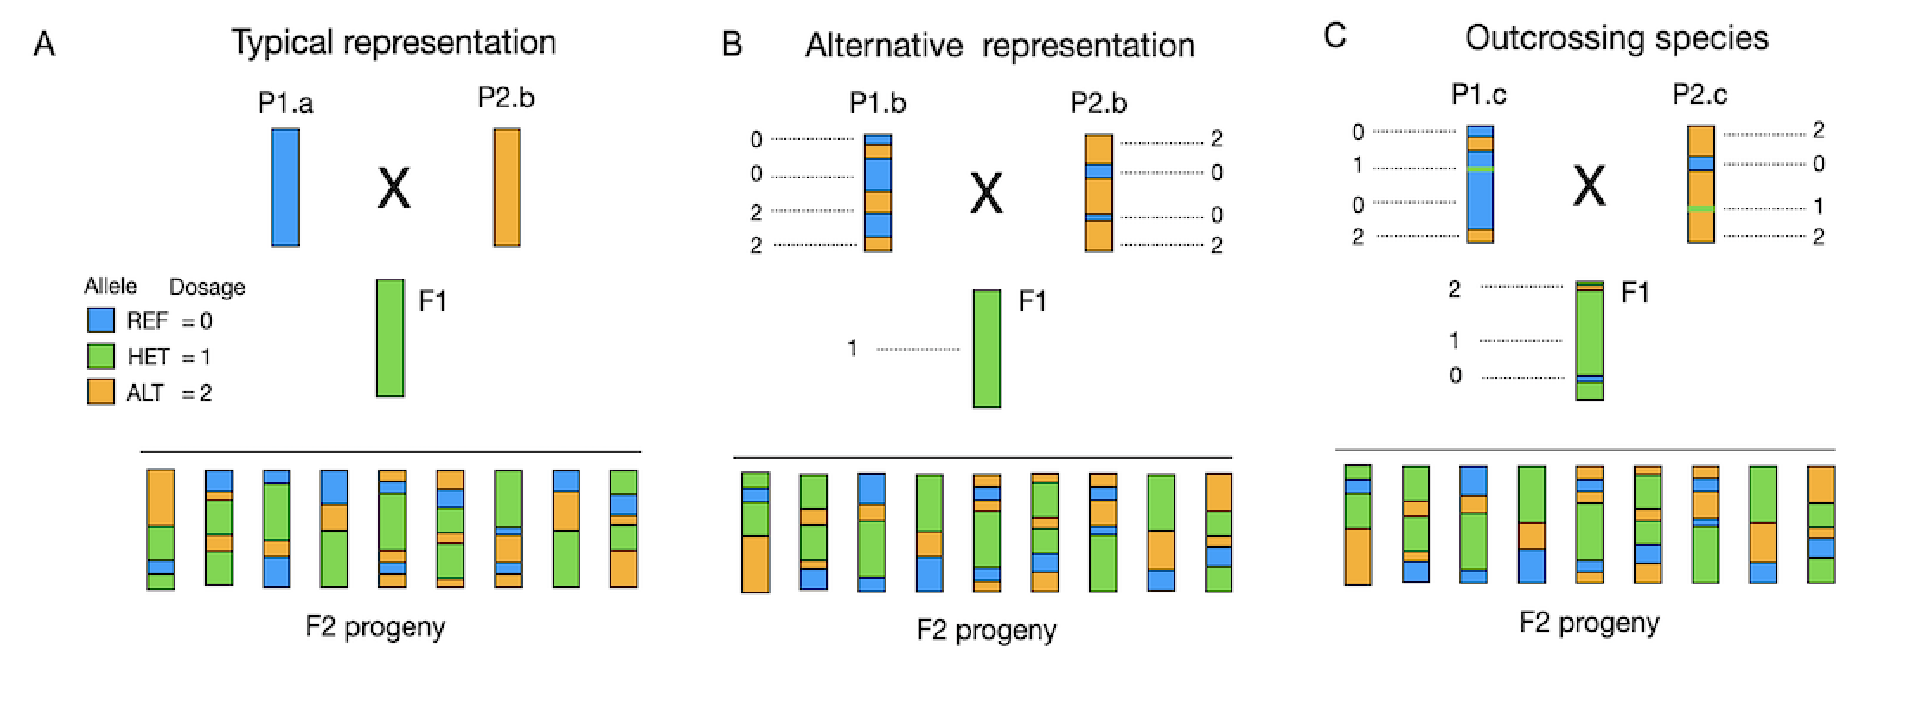 A
Typical representation
P1.a
P2.b
X
Allele Dosage
REF = 0
HET = 1
ALT = 2
F1
F2 progeny
B
Alternative representation
P1.b
P2.b
0
0
2
2
X
2
0
0
2
F1
1
F2 progeny
C
Outcrossing species
P1.c
P2.c
0
1
0
2
X
2
0
1
2
F1
2
1
0
F2 progeny